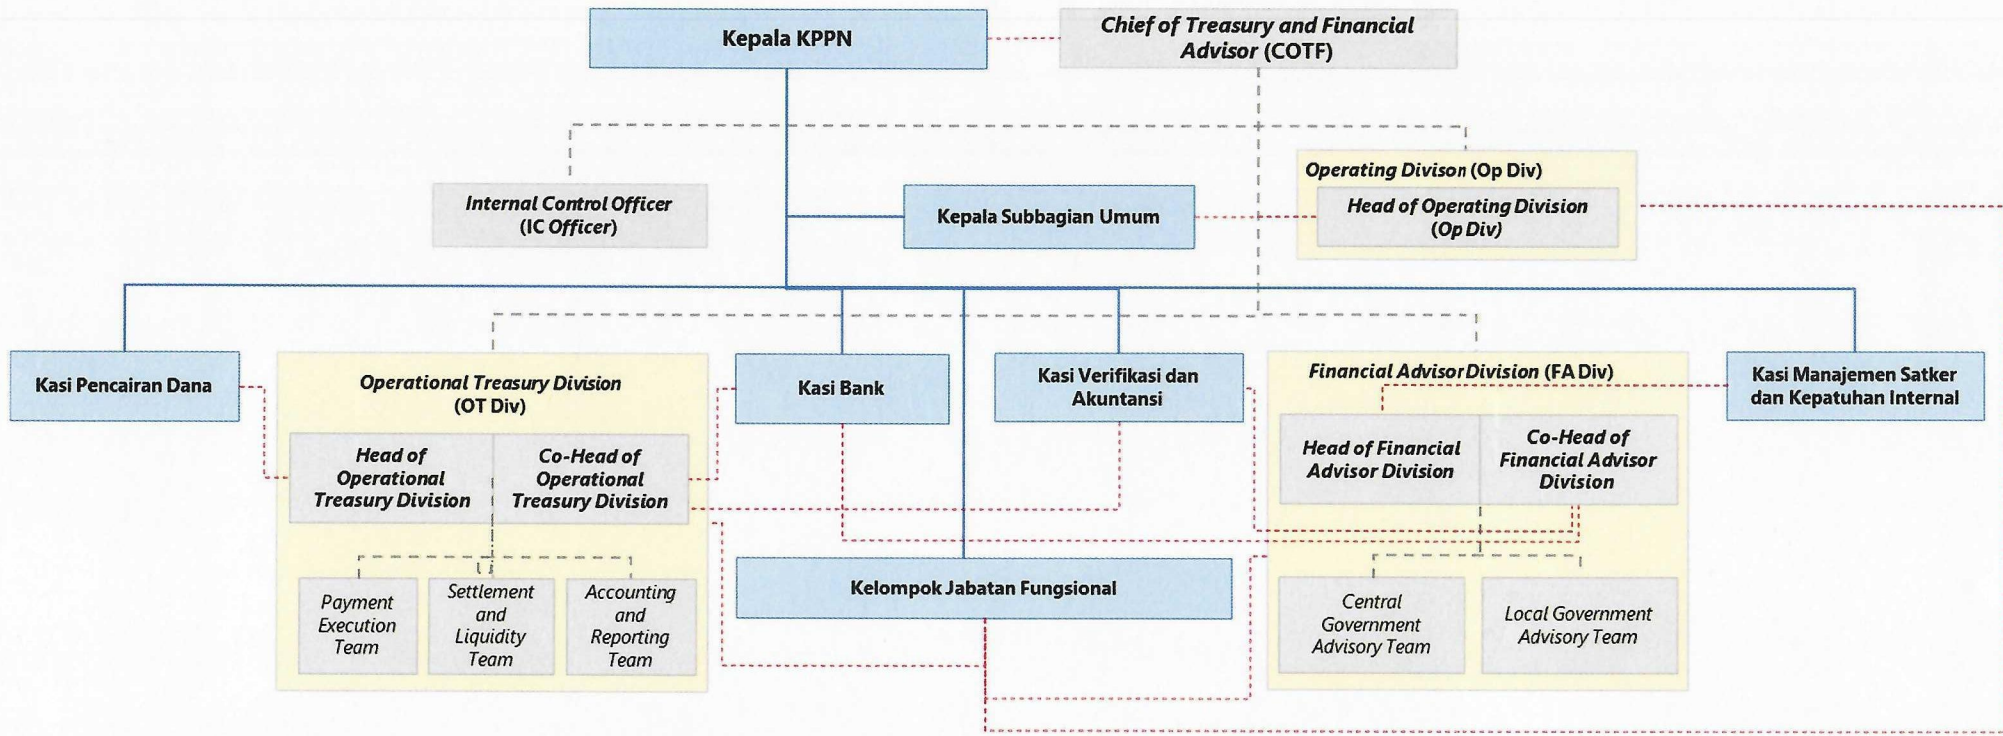 Kepala KPPN
Chief of Treasury and Financial
Advisor (COTF)
Internal Control Officer
(IC Officer)
Kepala Subbagian Umum
Operating Divison (Op Div)
Head of Operating Division
(Op Div)
Kasi Pencairan Dana
Operational Treasury Division
(OT Div)
Head of
Operational
Treasury Division
Co-Head of
Operational
Treasury Division
Payment
Execution
Team
Settlement
and
Liquidity
Team
Accounting
and
Reporting
Team
Kasi Bank
Kasi Verifikasi dan
Akuntansi
Kelompok Jabatan Fungsional
Financial Advisor Division (FA Div)
Head of Financial
Advisor Division
Co-Head of
Financial Advisor
Division
Central
Government
Advisory Team
Local Government
Advisory Team
Kasi Manajemen Satker
dan Kepatuhan Internal